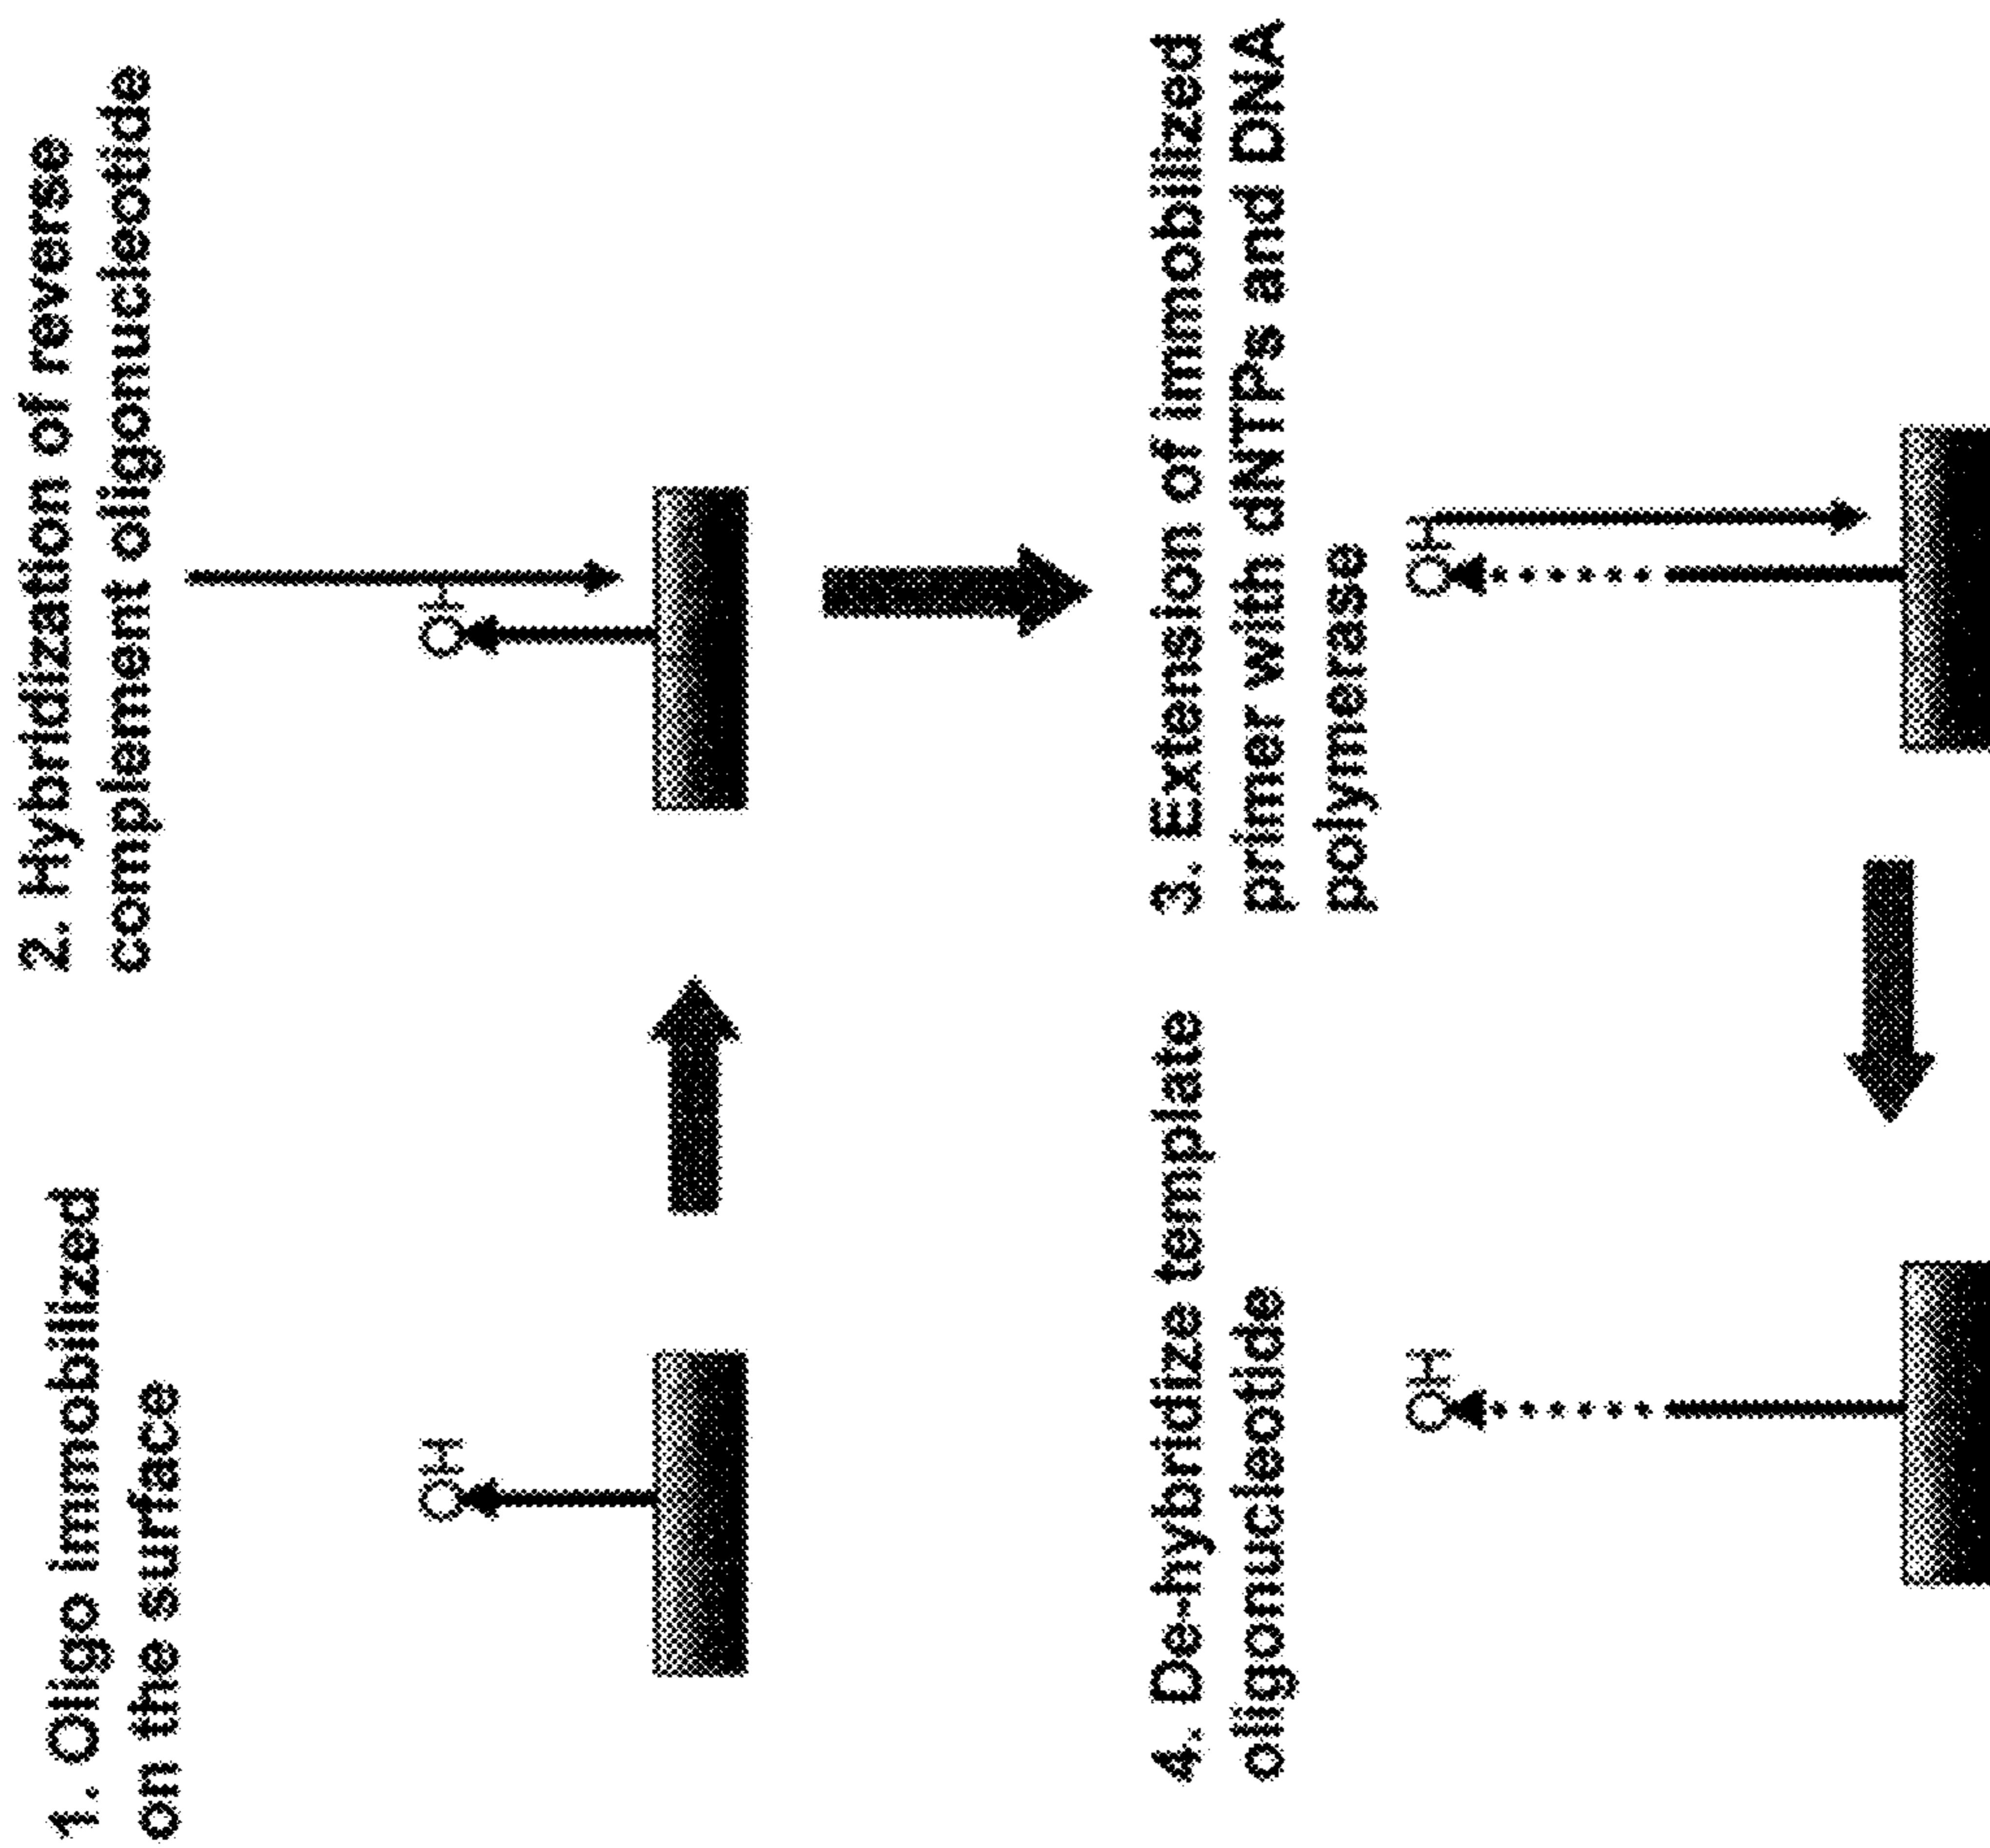 1. Oligo immobilized
on the surface
OH
2. Hybridization of reverse
complement oligonucleotide
OH
3. Extension of immobilized
primer with dNTPs and DNA
polymerase
OH
4. De-hybridize template
oligonucleotide
OH